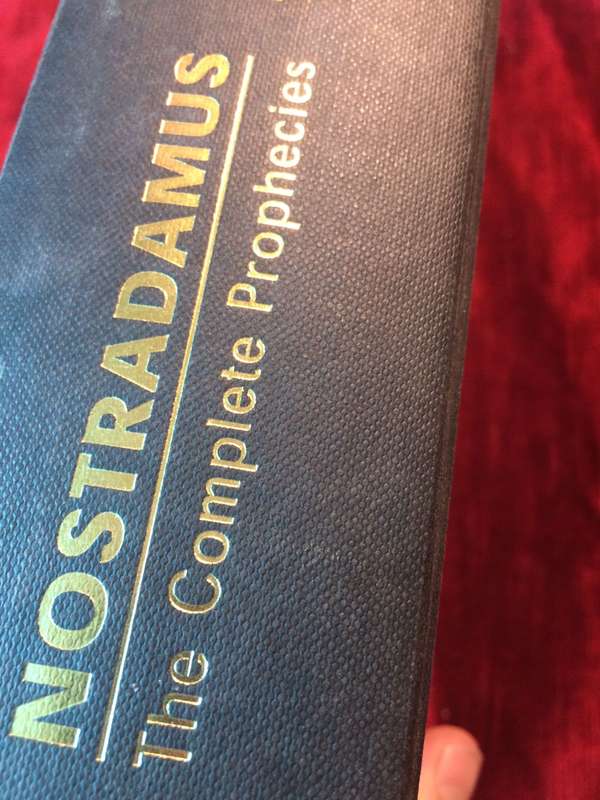 NOSTRADAMUS
The Complete Prophecies